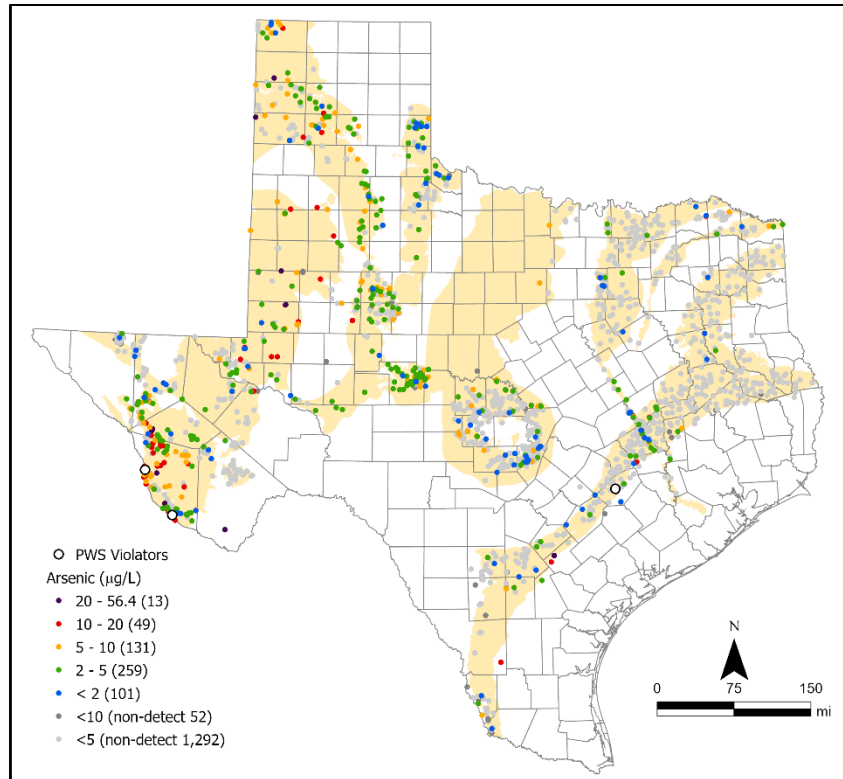 PWS Violators
Arsenic (µg/L)
20 - 56.4 (13)
10 - 20 (49)
5 - 10 (131)
2 - 5 (259)
< 2 (101)
<10 (non-detect 52)
<5 (non-detect 1,292)
N
0 75 150
mi